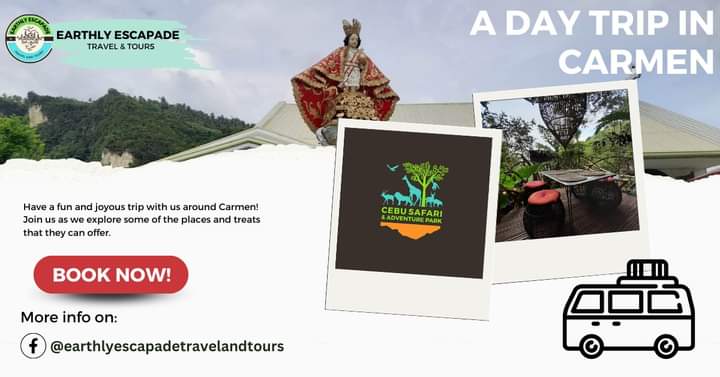 EARTHLY ESCAPADE
EARTHLY ESCAPADE
TRAVEL & TOURS
A DAY TRIP IN
CARMEN
CEBU SAFARI
& ADVENTURE PARK
Have a fun and joyous trip with us around Carmen!
Join us as we explore some of the places and treats
that they can offer.
BOOK NOW!
More info on:
@earthlyescapadetravelandtours